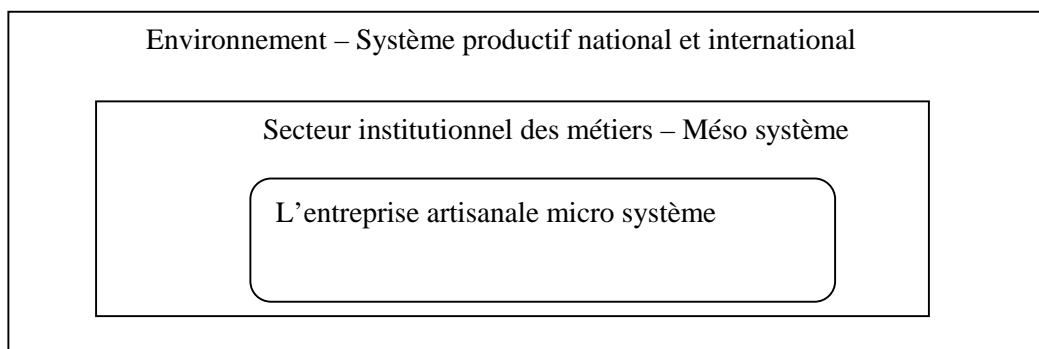 Environnement – Système productif national et international
Secteur institutionnel des métiers – Méso système
L’entreprise artisanale micro système